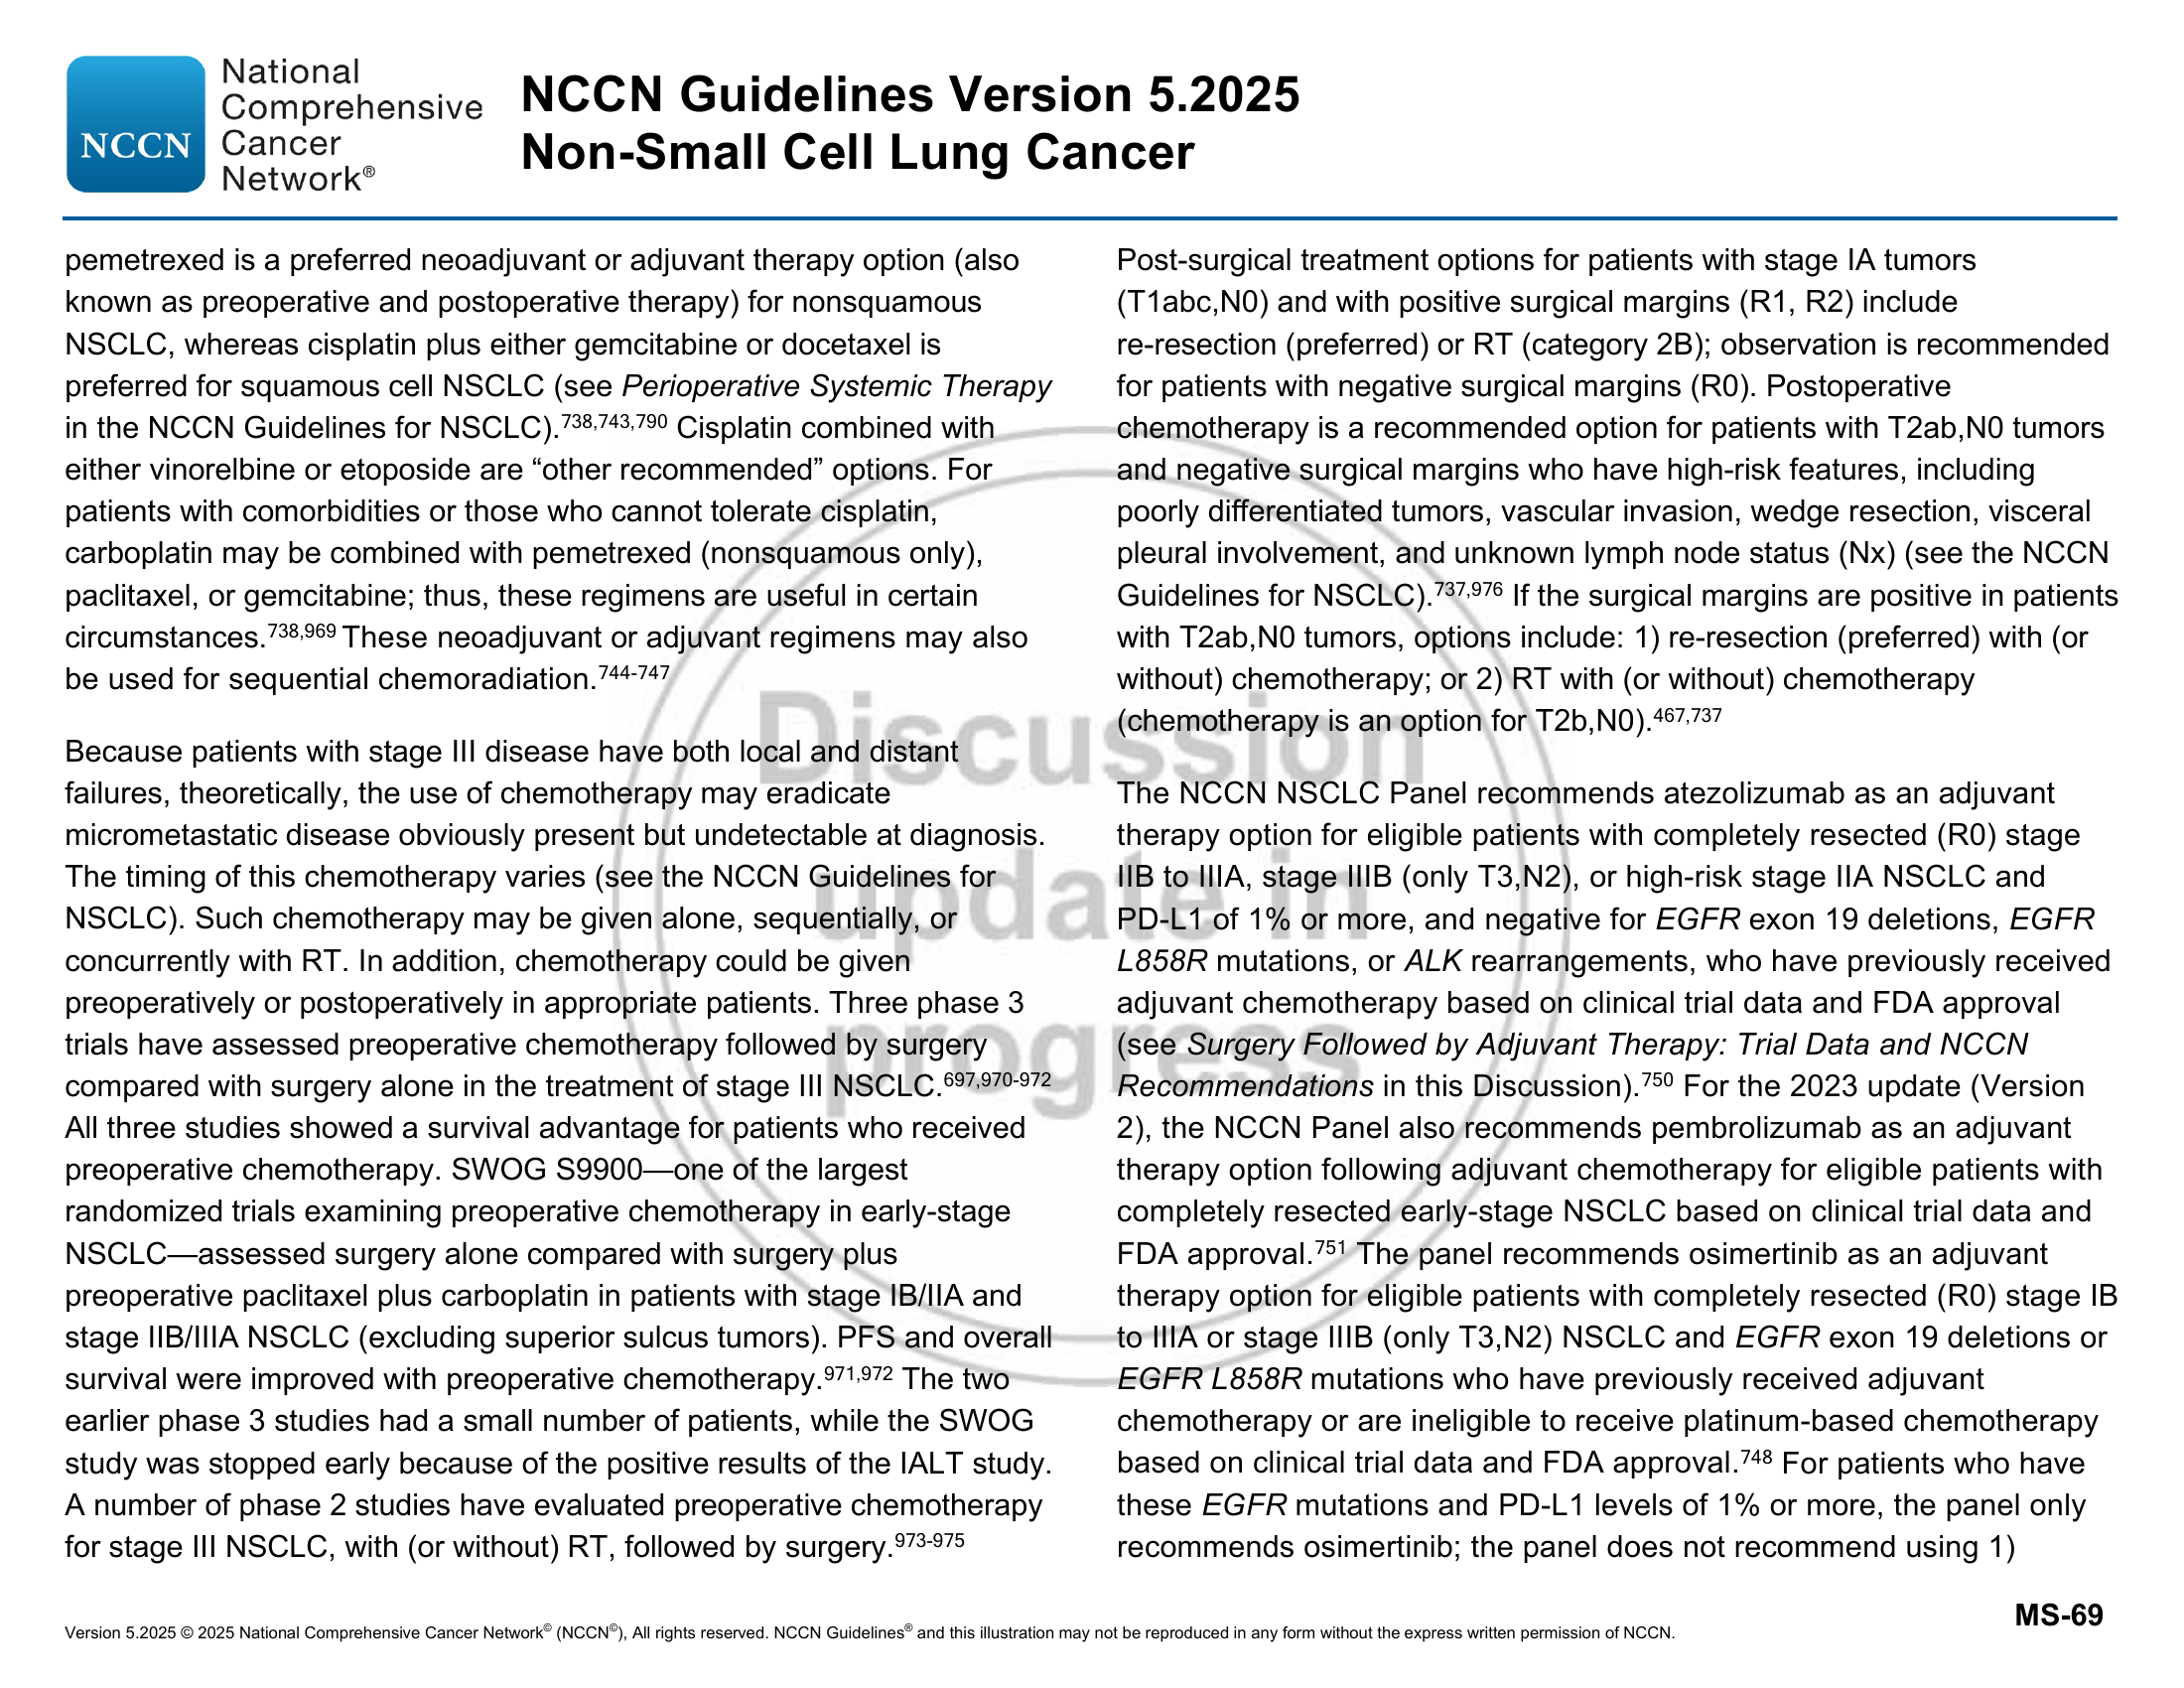 NCCN
National
Comprehensive
Cancer
Network®
NCCN Guidelines Version 5.2025
Non-Small Cell Lung Cancer
pemetrexed is a preferred neoadjuvant or adjuvant therapy option (also
known as preoperative and postoperative therapy) for nonsquamous
NSCLC, whereas cisplatin plus either gemcitabine or docetaxel is
preferred for squamous cell NSCLC (see Perioperative Systemic Therapy
in the NCCN Guidelines for NSCLC).738,743,790 Cisplatin combined with
either vinorelbine or etoposide are “other recommended” options. For
patients with comorbidities or those who cannot tolerate cisplatin,
carboplatin may be combined with pemetrexed (nonsquamous only),
paclitaxel, or gemcitabine; thus, these regimens are useful in certain
circumstances.738,969 These neoadjuvant or adjuvant regimens may also
be used for sequential chemoradiation.744-747
Because patients with stage III disease have both local and distant
failures, theoretically, the use of chemotherapy may eradicate
micrometastatic disease obviously present but undetectable at diagnosis.
The timing of this chemotherapy varies (see the NCCN Guidelines for
NSCLC). Such chemotherapy may be given alone, sequentially, or
concurrently with RT. In addition, chemotherapy could be given
preoperatively or postoperatively in appropriate patients. Three phase 3
trials have assessed preoperative chemotherapy followed by surgery
compared with surgery alone in the treatment of stage III NSCLC.697,970-972
All three studies showed a survival advantage for patients who received
preoperative chemotherapy. SWOG S9900—one of the largest
randomized trials examining preoperative chemotherapy in early-stage
NSCLC—assessed surgery alone compared with surgery plus
preoperative paclitaxel plus carboplatin in patients with stage IB/IIA and
stage IIB/IIIA NSCLC (excluding superior sulcus tumors). PFS and overall
survival were improved with preoperative chemotherapy.971,972 The two
earlier phase 3 studies had a small number of patients, while the SWOG
study was stopped early because of the positive results of the IALT study.
A number of phase 2 studies have evaluated preoperative chemotherapy
for stage III NSCLC, with (or without) RT, followed by surgery.973-975
Post-surgical treatment options for patients with stage IA tumors
(T1abc,N0) and with positive surgical margins (R1, R2) include
re-resection (preferred) or RT (category 2B); observation is recommended
for patients with negative surgical margins (R0). Postoperative
chemotherapy is a recommended option for patients with T2ab,N0 tumors
and negative surgical margins who have high-risk features, including
poorly differentiated tumors, vascular invasion, wedge resection, visceral
pleural involvement, and unknown lymph node status (Nx) (see the NCCN
Guidelines for NSCLC).737,976 If the surgical margins are positive in patients
with T2ab,N0 tumors, options include: 1) re-resection (preferred) with (or
without) chemotherapy; or 2) RT with (or without) chemotherapy
(chemotherapy is an option for T2b,N0).467,737
The NCCN NSCLC Panel recommends atezolizumab as an adjuvant
therapy option for eligible patients with completely resected (R0) stage
IIB to IIIA, stage IIIB (only T3,N2), or high-risk stage IIA NSCLC and
PD-L1 of 1% or more, and negative for EGFR exon 19 deletions, EGFR
L858R mutations, or ALK rearrangements, who have previously received
adjuvant chemotherapy based on clinical trial data and FDA approval
(see Surgery Followed by Adjuvant Therapy: Trial Data and NCCN
Recommendations in this Discussion).750 For the 2023 update (Version
2), the NCCN Panel also recommends pembrolizumab as an adjuvant
therapy option following adjuvant chemotherapy for eligible patients with
completely resected early-stage NSCLC based on clinical trial data and
FDA approval.751 The panel recommends osimertinib as an adjuvant
therapy option for eligible patients with completely resected (R0) stage IB
to IIIA or stage IIIB (only T3,N2) NSCLC and EGFR exon 19 deletions or
EGFR L858R mutations who have previously received adjuvant
chemotherapy or are ineligible to receive platinum-based chemotherapy
based on clinical trial data and FDA approval.748 For patients who have
these EGFR mutations and PD-L1 levels of 1% or more, the panel only
recommends osimertinib; the panel does not recommend using 1)
Discussion
update in
progress
MS-69
Version 5.2025 © 2025 National Comprehensive Cancer Network© (NCCN©), All rights reserved. NCCN Guidelines® and this illustration may not be reproduced in any form without the express written permission of NCCN.